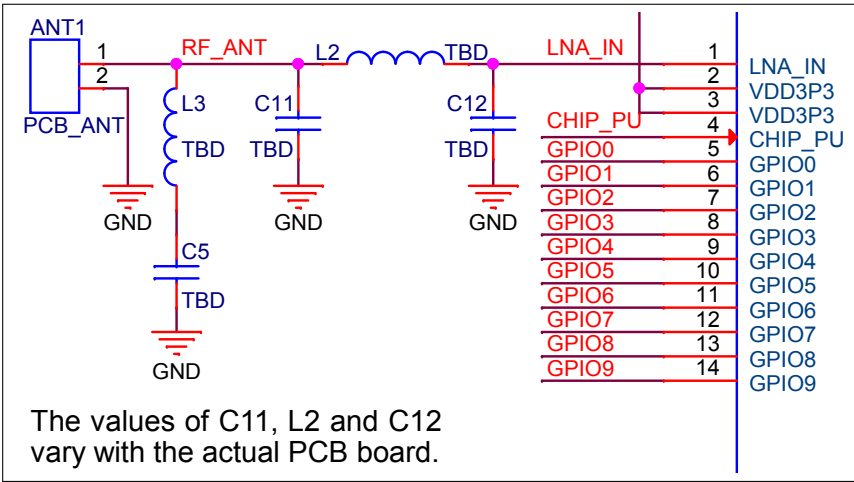 ANT1
1
2
PCB_ANT
RF_ANT
L2
TBD
LNA_IN
L3
TBD
C11
TBD
C12
TBD
C5
TBD
GND
GND
GND
GND
CHIP_PU
GPIO0
GPIO1
GPIO2
GPIO3
GPIO4
GPIO5
GPIO6
GPIO7
GPIO8
GPIO9
1
2
3
4
5
6
7
8
9
10
11
12
13
14
LNA_IN
VDD3P3
VDD3P3
CHIP_PU
GPIO0
GPIO1
GPIO2
GPIO3
GPIO4
GPIO5
GPIO6
GPIO7
GPIO8
GPIO9
The values of C11, L2 and C12
vary with the actual PCB board.